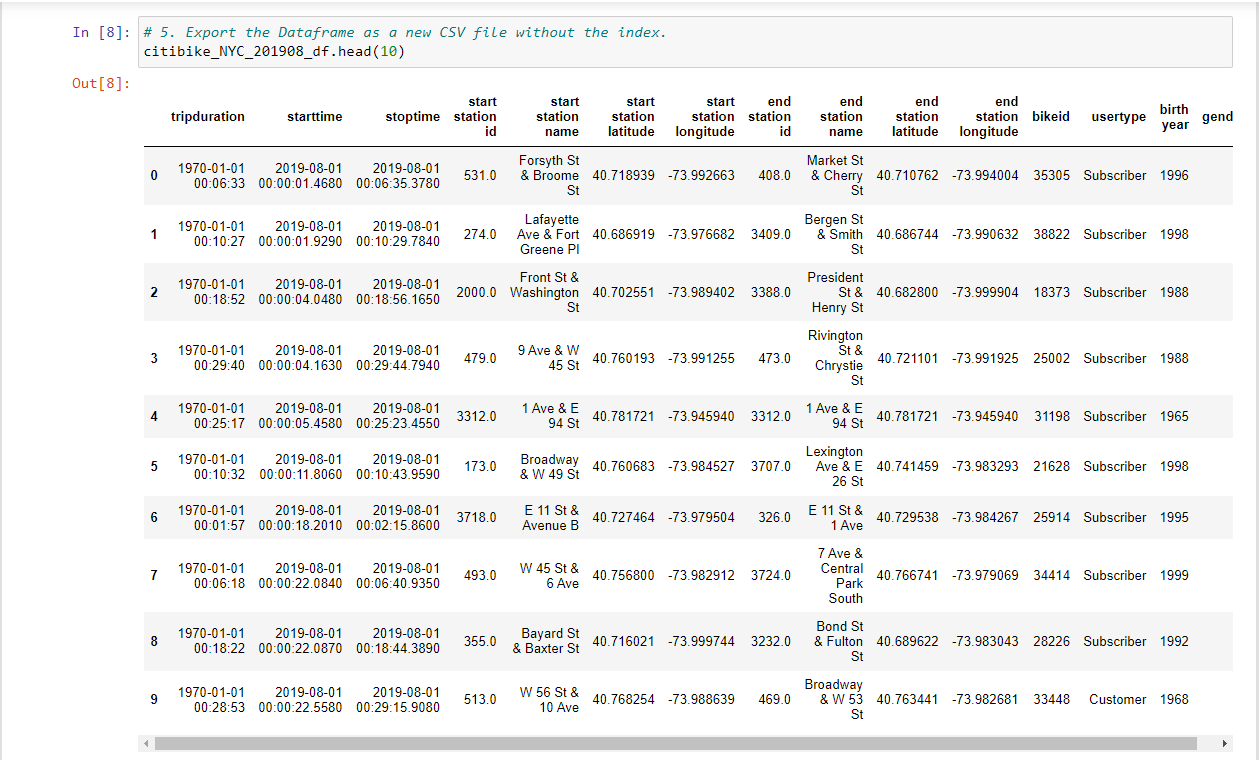 In [8]: # 5. Export the Dataframe as a new CSV file without the index.
citibike_NYC_201908_df.head(10)
Out[8]:
tripduration starttime stoptime start station id start station name start station latitude start station longitude end station id end station name end station latitude end station longitude bikeid usertype birth year gend
0 1970-01-01 00:06:33 2019-08-01 00:00:01.4680 2019-08-01 00:06:35.3780 531.0 Forsyth St & Broome St 40.718939 -73.992663 408.0 Market St & Cherry St 40.710762 -73.994004 35305 Subscriber 1996
1 1970-01-01 00:10:27 2019-08-01 00:00:01.9290 2019-08-01 00:10:29.7840 274.0 Lafayette Ave & Fort Greene Pl 40.686919 -73.976682 3409.0 Bergen St & Smith St 40.686744 -73.990632 38822 Subscriber 1998
2 1970-01-01 00:18:52 2019-08-01 00:00:04.0480 2019-08-01 00:18:56.1650 2000.0 Front St & Washington St 40.702551 -73.989402 3388.0 President St & Henry St 40.682800 -73.999904 18373 Subscriber 1988
3 1970-01-01 00:29:40 2019-08-01 00:00:04.1630 2019-08-01 00:29:44.7940 479.0 9 Ave & W 45 St 40.760193 -73.991255 473.0 Rivington St & Chrystie St 40.721101 -73.991925 25002 Subscriber 1988
4 1970-01-01 00:25:17 2019-08-01 00:00:05.4580 2019-08-01 00:25:23.4550 3312.0 1 Ave & E 94 St 40.781721 -73.945940 3312.0 1 Ave & E 94 St 40.781721 -73.945940 31198 Subscriber 1965
5 1970-01-01 00:10:32 2019-08-01 00:00:11.8060 2019-08-01 00:10:43.9590 173.0 Broadway & W 49 St 40.760683 -73.984527 3707.0 Lexington Ave & E 26 St 40.741459 -73.983293 21628 Subscriber 1998
6 1970-01-01 00:01:57 2019-08-01 00:00:18.2010 2019-08-01 00:02:15.8600 3718.0 E 11 St & Avenue B 40.727464 -73.979504 326.0 E 11 St & 1 Ave 40.729538 -73.984267 25914 Subscriber 1995
7 1970-01-01 00:06:18 2019-08-01 00:00:22.0840 2019-08-01 00:06:40.9350 493.0 W 45 St & 6 Ave 40.756800 -73.982912 3724.0 7 Ave & Central Park South 40.766741 -73.979069 34414 Subscriber 1999
8 1970-01-01 00:18:22 2019-08-01 00:00:22.0870 2019-08-01 00:18:44.3890 355.0 Bayard St & Baxter St 40.716021 -73.999744 3232.0 Bond St & Fulton St 40.689622 -73.983043 28226 Subscriber 1992
9 1970-01-01 00:28:53 2019-08-01 00:00:22.5580 2019-08-01 00:29:15.9080 513.0 W 56 St & 10 Ave 40.768254 -73.988639 469.0 Broadway & W 53 St 40.763441 -73.982681 33448 Customer 1968